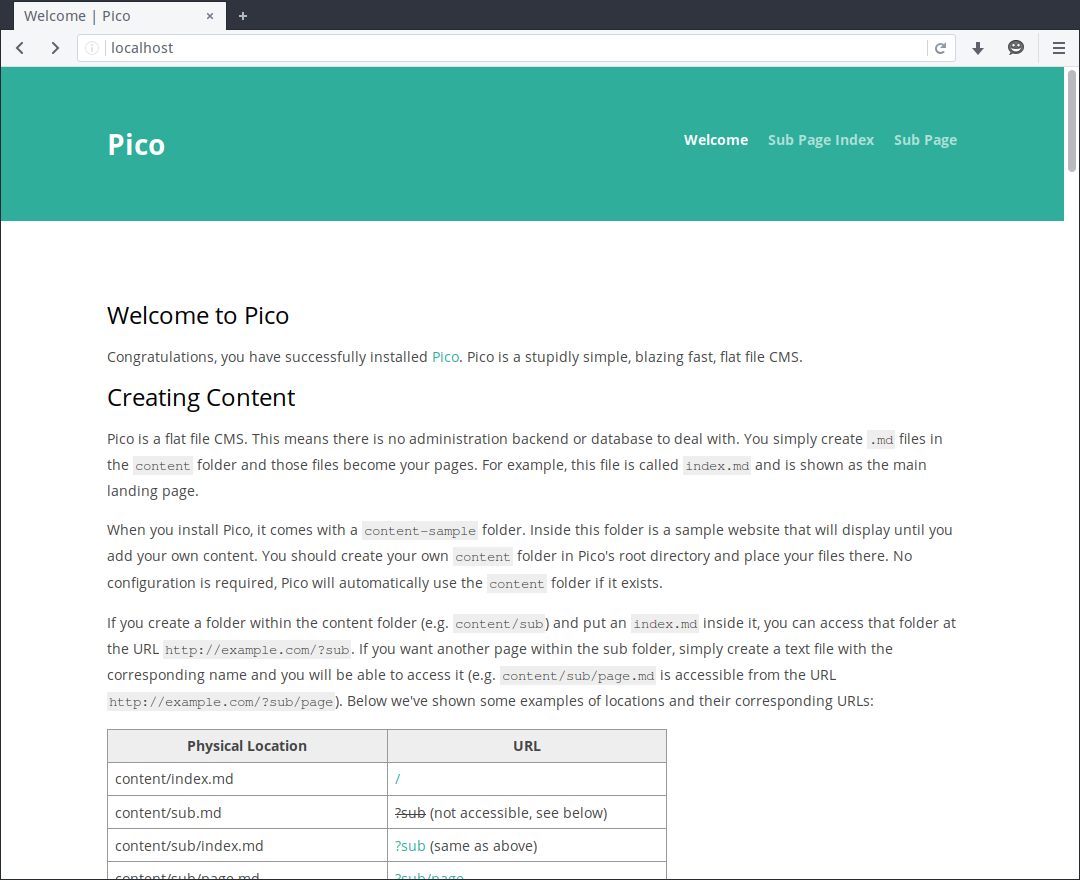 Welcome | Pico × +
localhost
Pico
Welcome Sub Page Index Sub Page
Welcome to Pico
Congratulations, you have successfully installed Pico. Pico is a stupidly simple, blazing fast, flat file CMS.
Creating Content
Pico is a flat file CMS. This means there is no administration backend or database to deal with. You simply create .md files in
the content folder and those files become your pages. For example, this file is called index.md and is shown as the main
landing page.
When you install Pico, it comes with a content-sample folder. Inside this folder is a sample website that will display until you
add your own content. You should create your own content folder in Pico's root directory and place your files there. No
configuration is required, Pico will automatically use the content folder if it exists.
If you create a folder within the content folder (e.g. content/sub) and put an index.md inside it, you can access that folder at
the URL http://example.com/?sub. If you want another page within the sub folder, simply create a text file with the
corresponding name and you will be able to access it (e.g. content/sub/page.md is accessible from the URL
http://example.com/?sub/page). Below we've shown some examples of locations and their corresponding URLs:
Physical Location URL
content/index.md /
content/sub.md ?sub (not accessible, see below)
content/sub/index.md ?sub (same as above)
content/sub/page.md ?sub/page